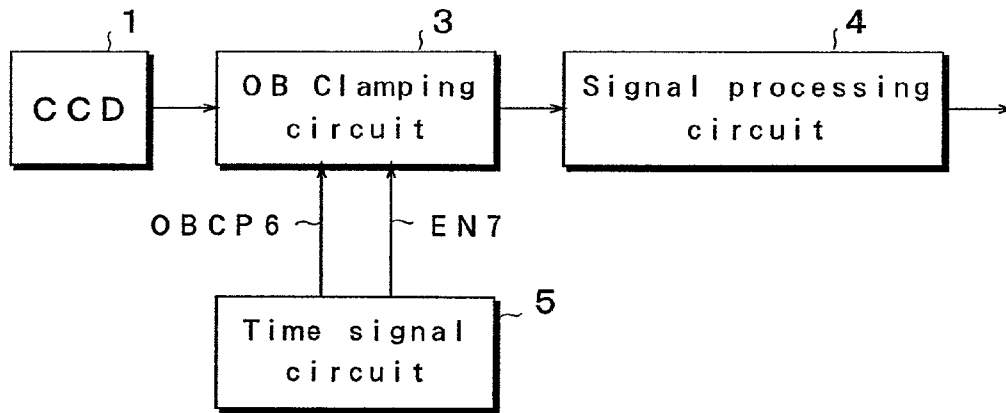 1
3
4
CCD
OB Clamping
circuit
Signal processing
circuit
OBCP6
EN7
5
Time signal
circuit